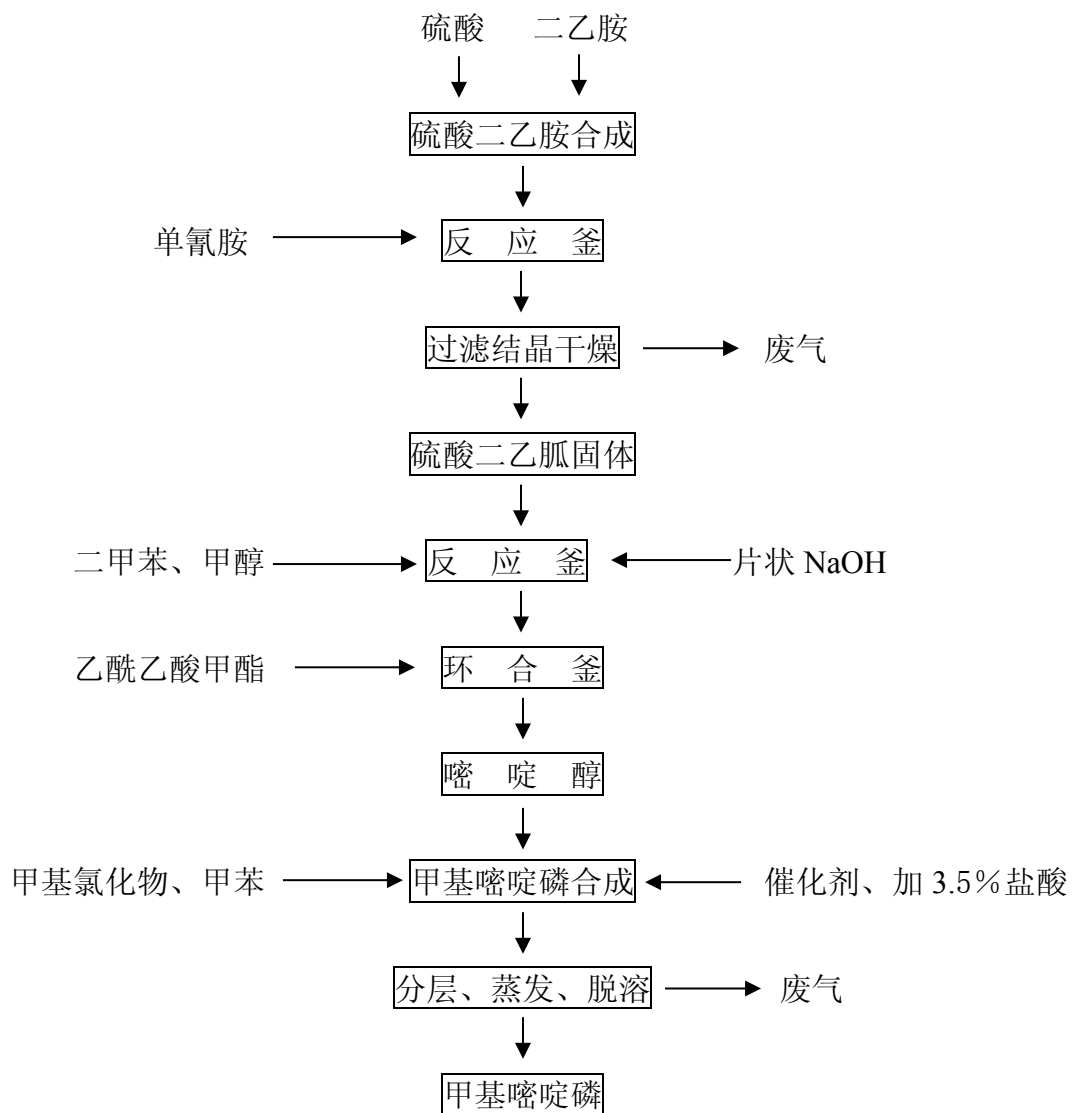 硫酸 二乙胺
硫酸二乙胺合成
单氰胺 反 应 釜
过滤结晶干燥 废气
硫酸二乙胍固体
二甲苯、甲醇 反 应 釜 片状 NaOH
乙酰乙酸甲酯 环 合 釜
嘧 啶 醇
甲基氯化物、甲苯 甲基嘧啶磷合成 催化剂、加 3.5％盐酸
分层、蒸发、脱溶 废气
甲基嘧啶磷